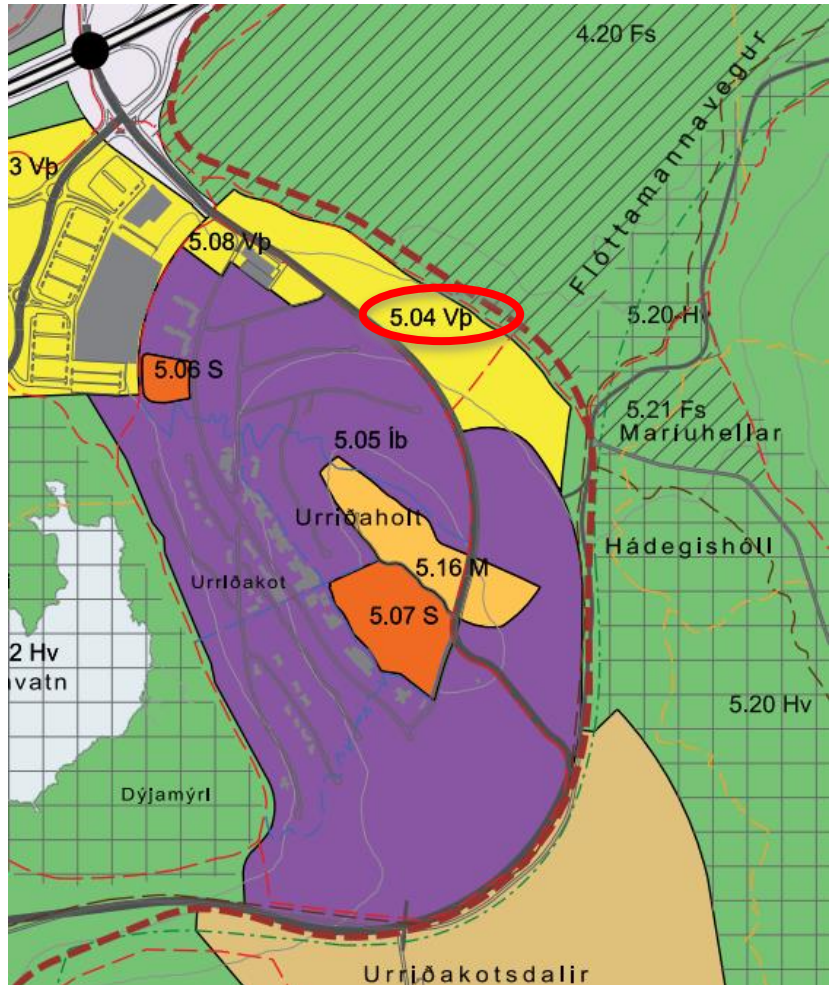 4.20 Fs
Flóttamannavegur
3 Vþ
5.08 Vþ
5.04 Vþ
5.20 Hv
5.06 S
5.21 Fs
Maríuhellar
5.05 Íb
Urriðaholt
Hádegishóll
Urriðakot
5.16 M
5.07 S
2 Hv
vatn
5.20 Hv
Dýjamýri
Urriðakotsdalir